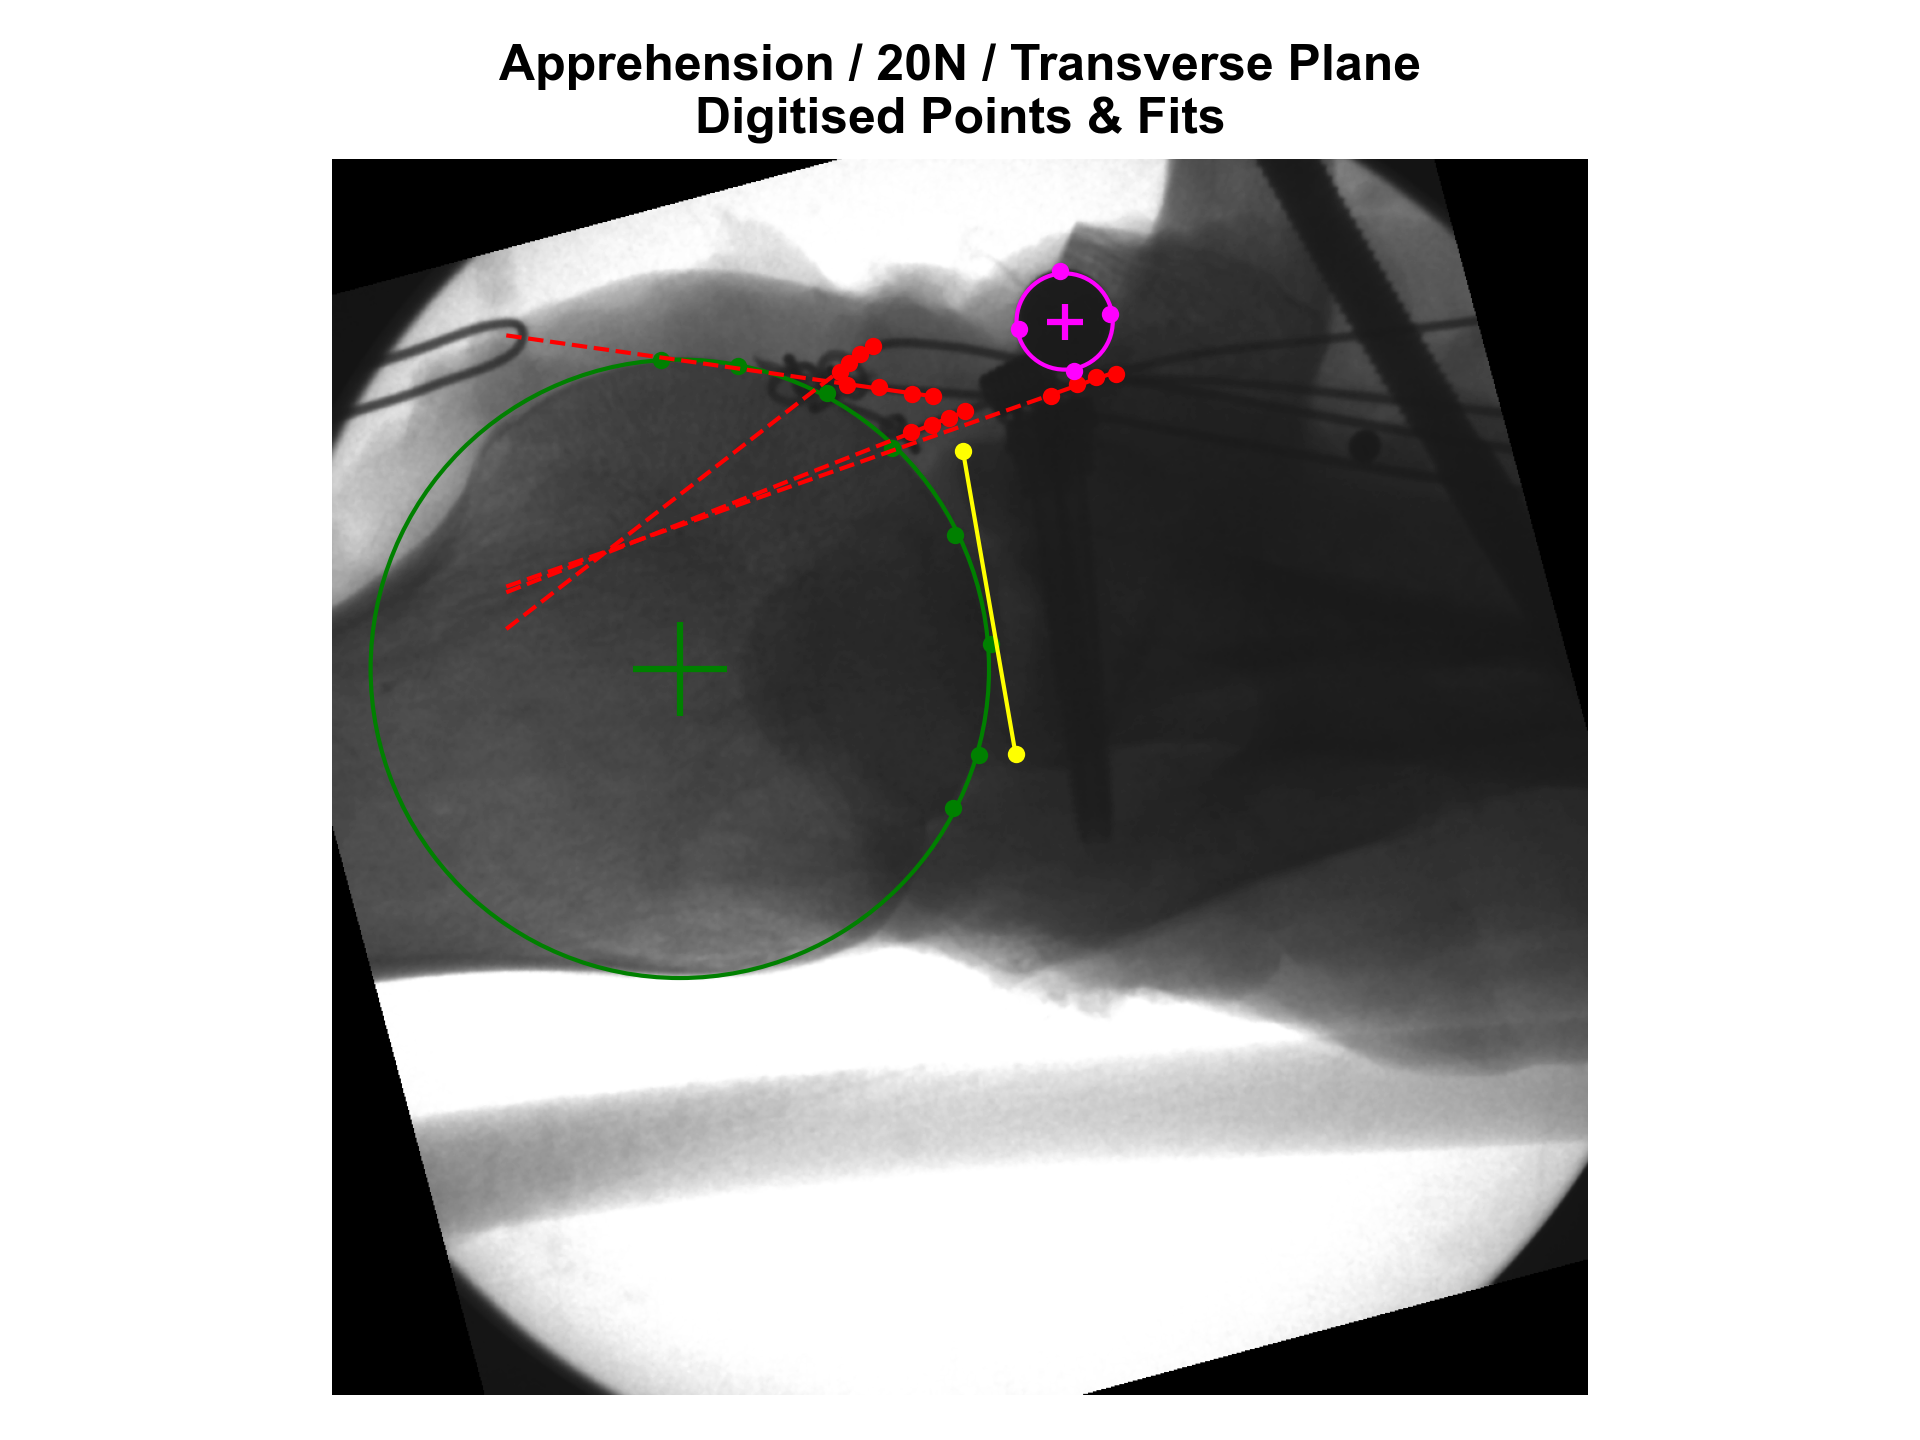 Apprehension / 20N / Transverse Plane
Digitised Points & Fits